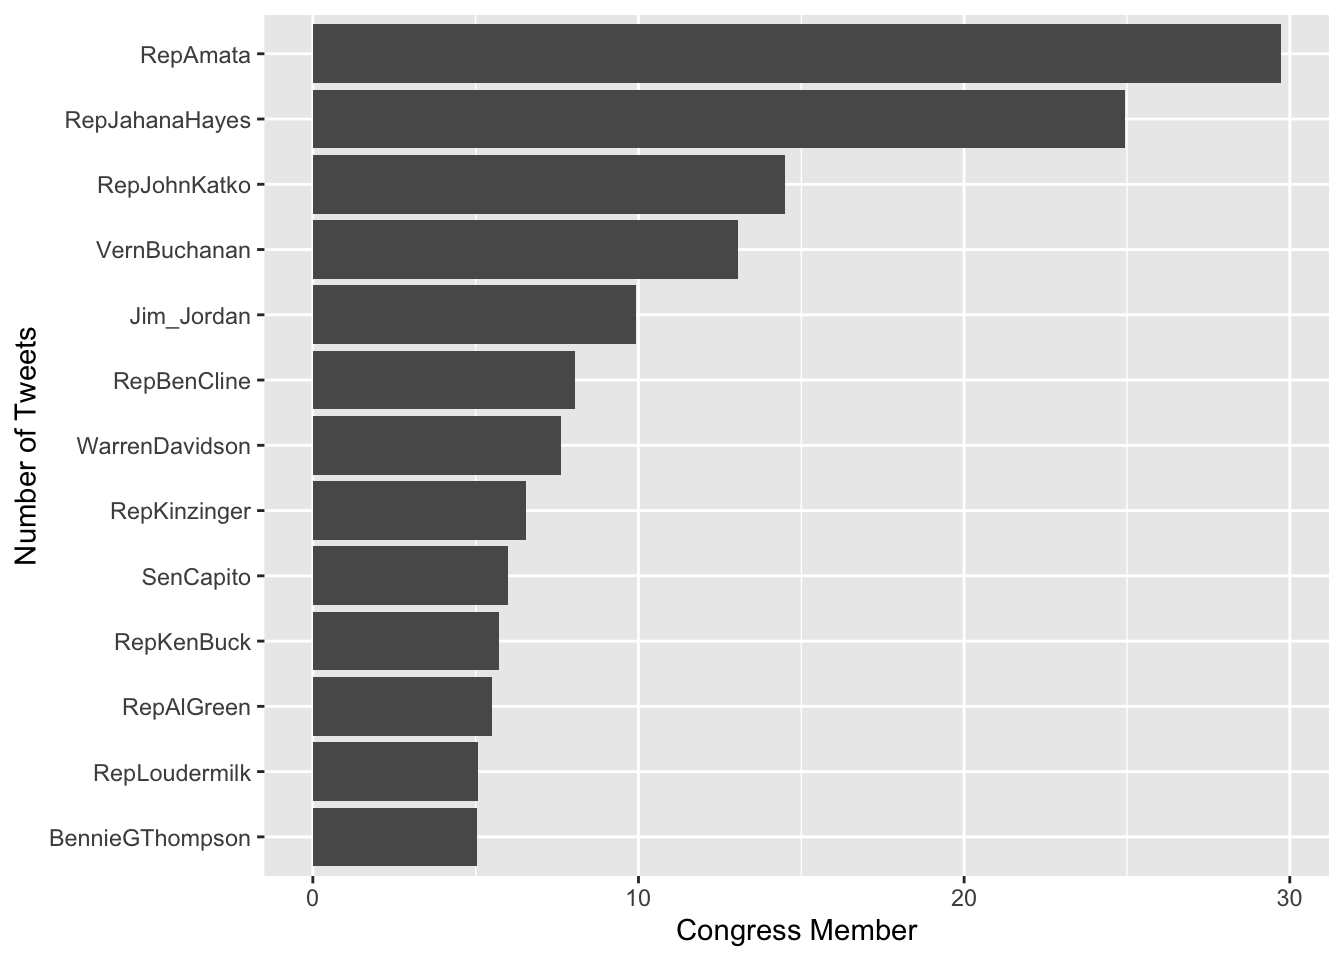 RepAmata
RepJahanaHayes
RepJohnKatko
VernBuchanan
Jim_Jordan
RepBenCline
WarrenDavidson
RepKinzinger
SenCapito
RepKenBuck
RepAlGreen
RepLoudermilk
BennieGThompson
Number of Tweets
0 10 20 30
Congress Member